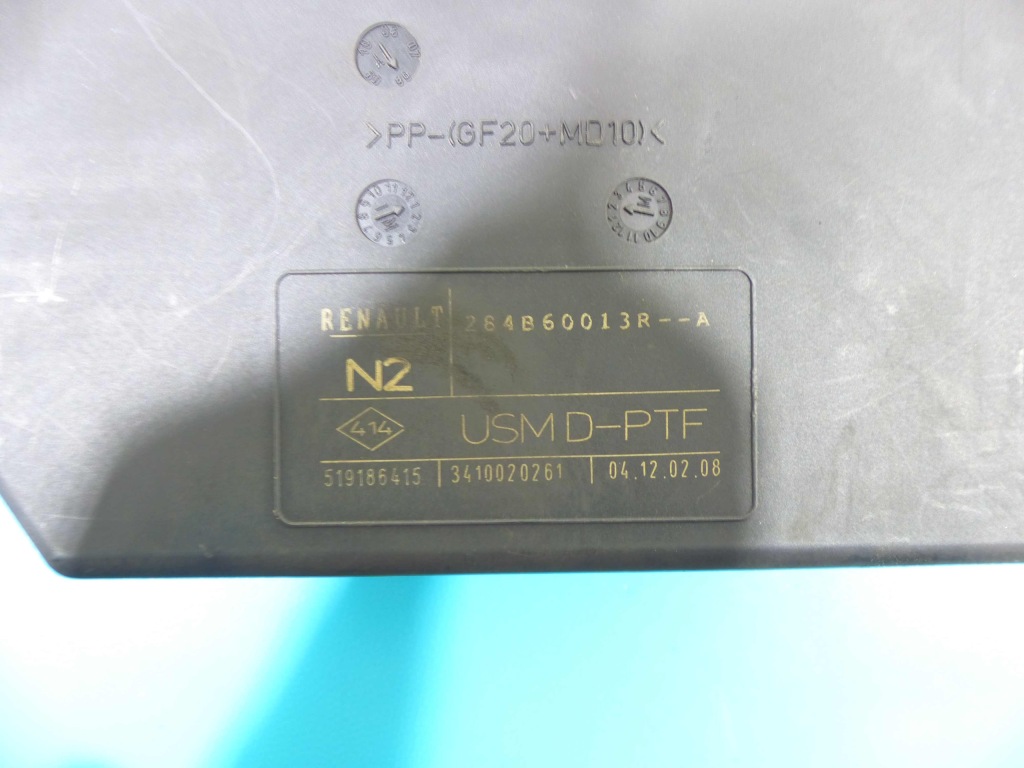 >PP-(GF20+MD10)<
RENAULT 284B60013R--A
N2
414 USM D-PTF
519186415 3410020261 04.12.02.08